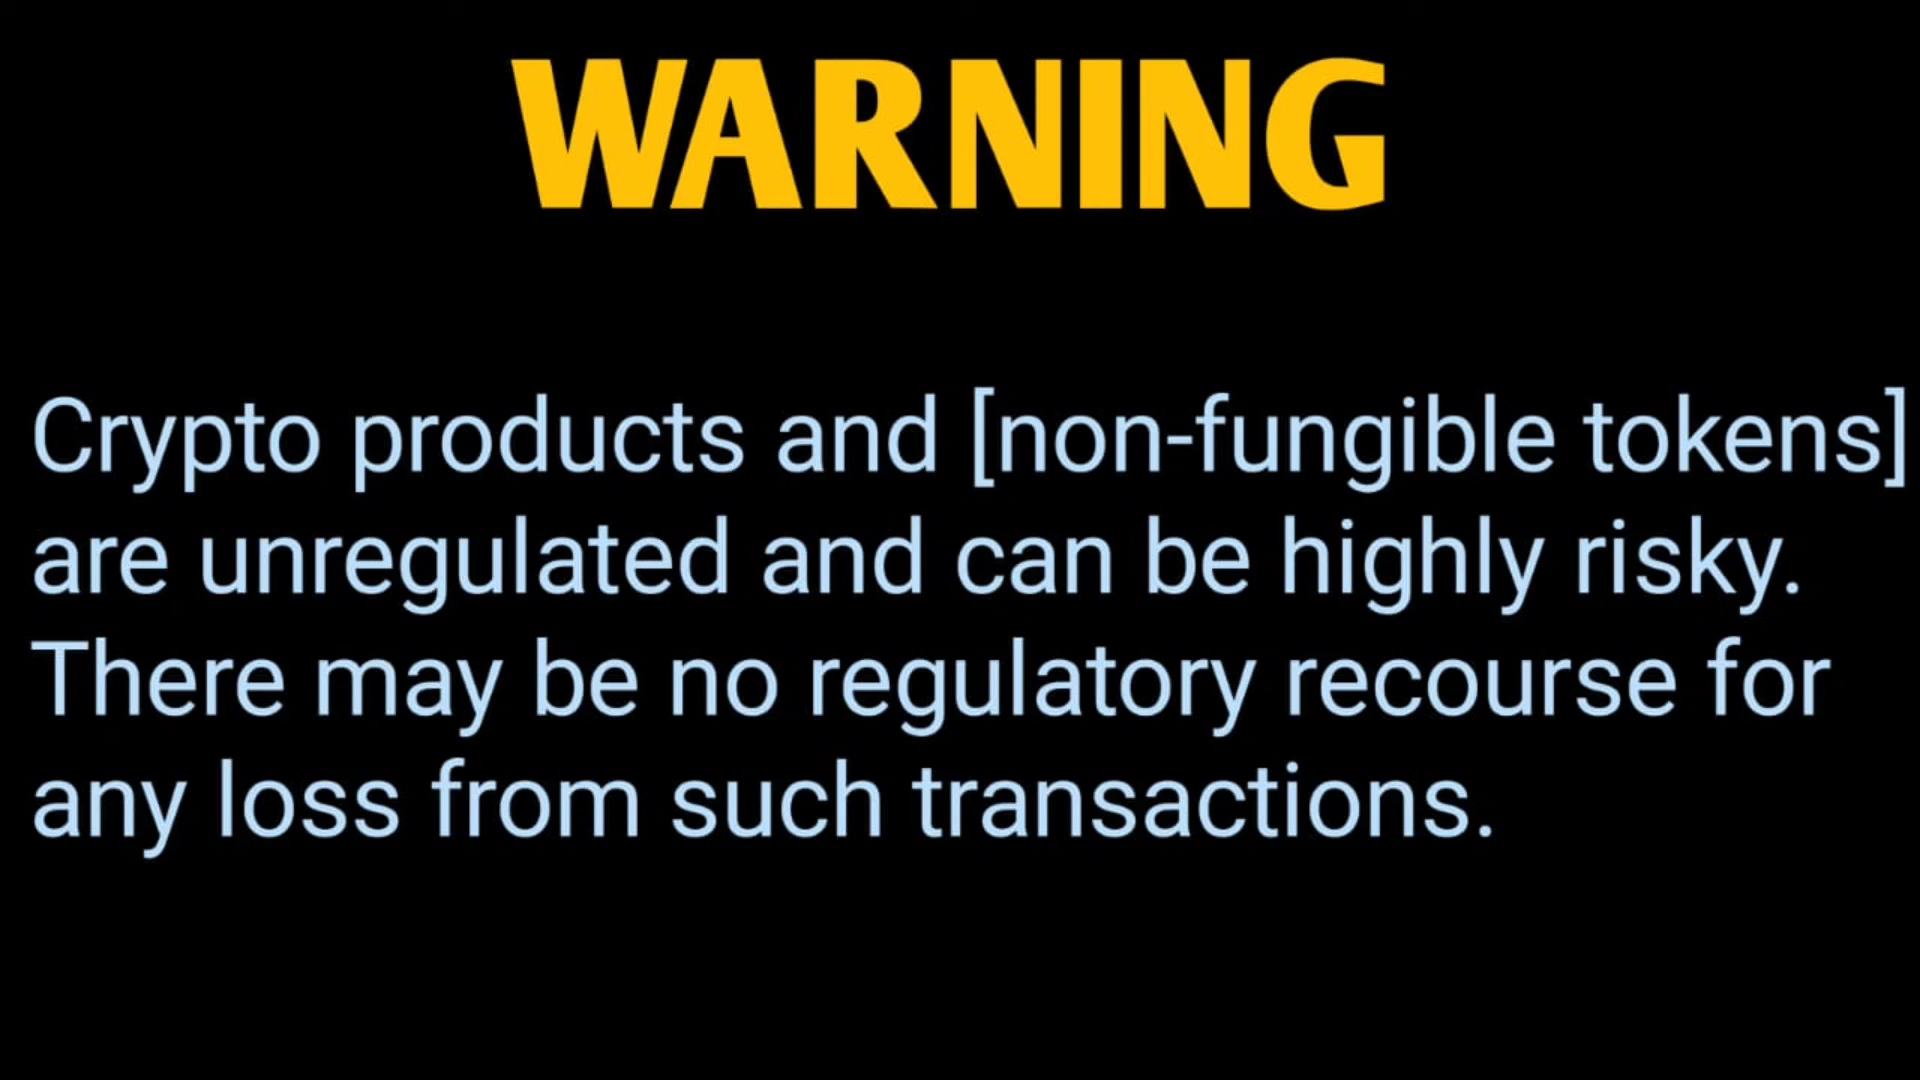 WARNING
Crypto products and [non-fungible tokens]
are unregulated and can be highly risky.
There may be no regulatory recourse for
any loss from such transactions.